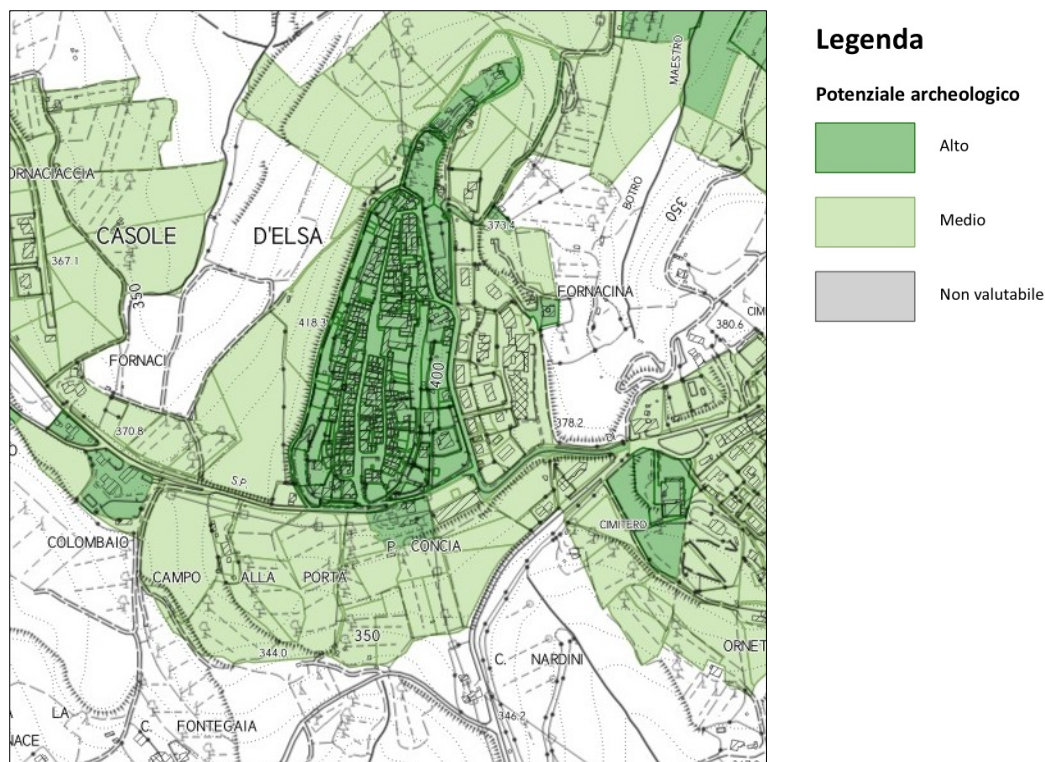 Legenda
Potenziale archeologico
Alto
Medio
Non valutabile
MAESTRO
ORNACIACCIA
BOTRO
350
373.4
CASOLE D'ELSA
367.1
350
FORNACINA
CIM
418.3
380.6
FORNACI
400
370.8
378.2
S.P.
CIMITERO
COLOMBAIO
P. CONCIA
CAMPO ALLA PORTA
350
344.0
ORNET
C. NARDINI
LA
C. FONTEGAIA
346.2
NACE